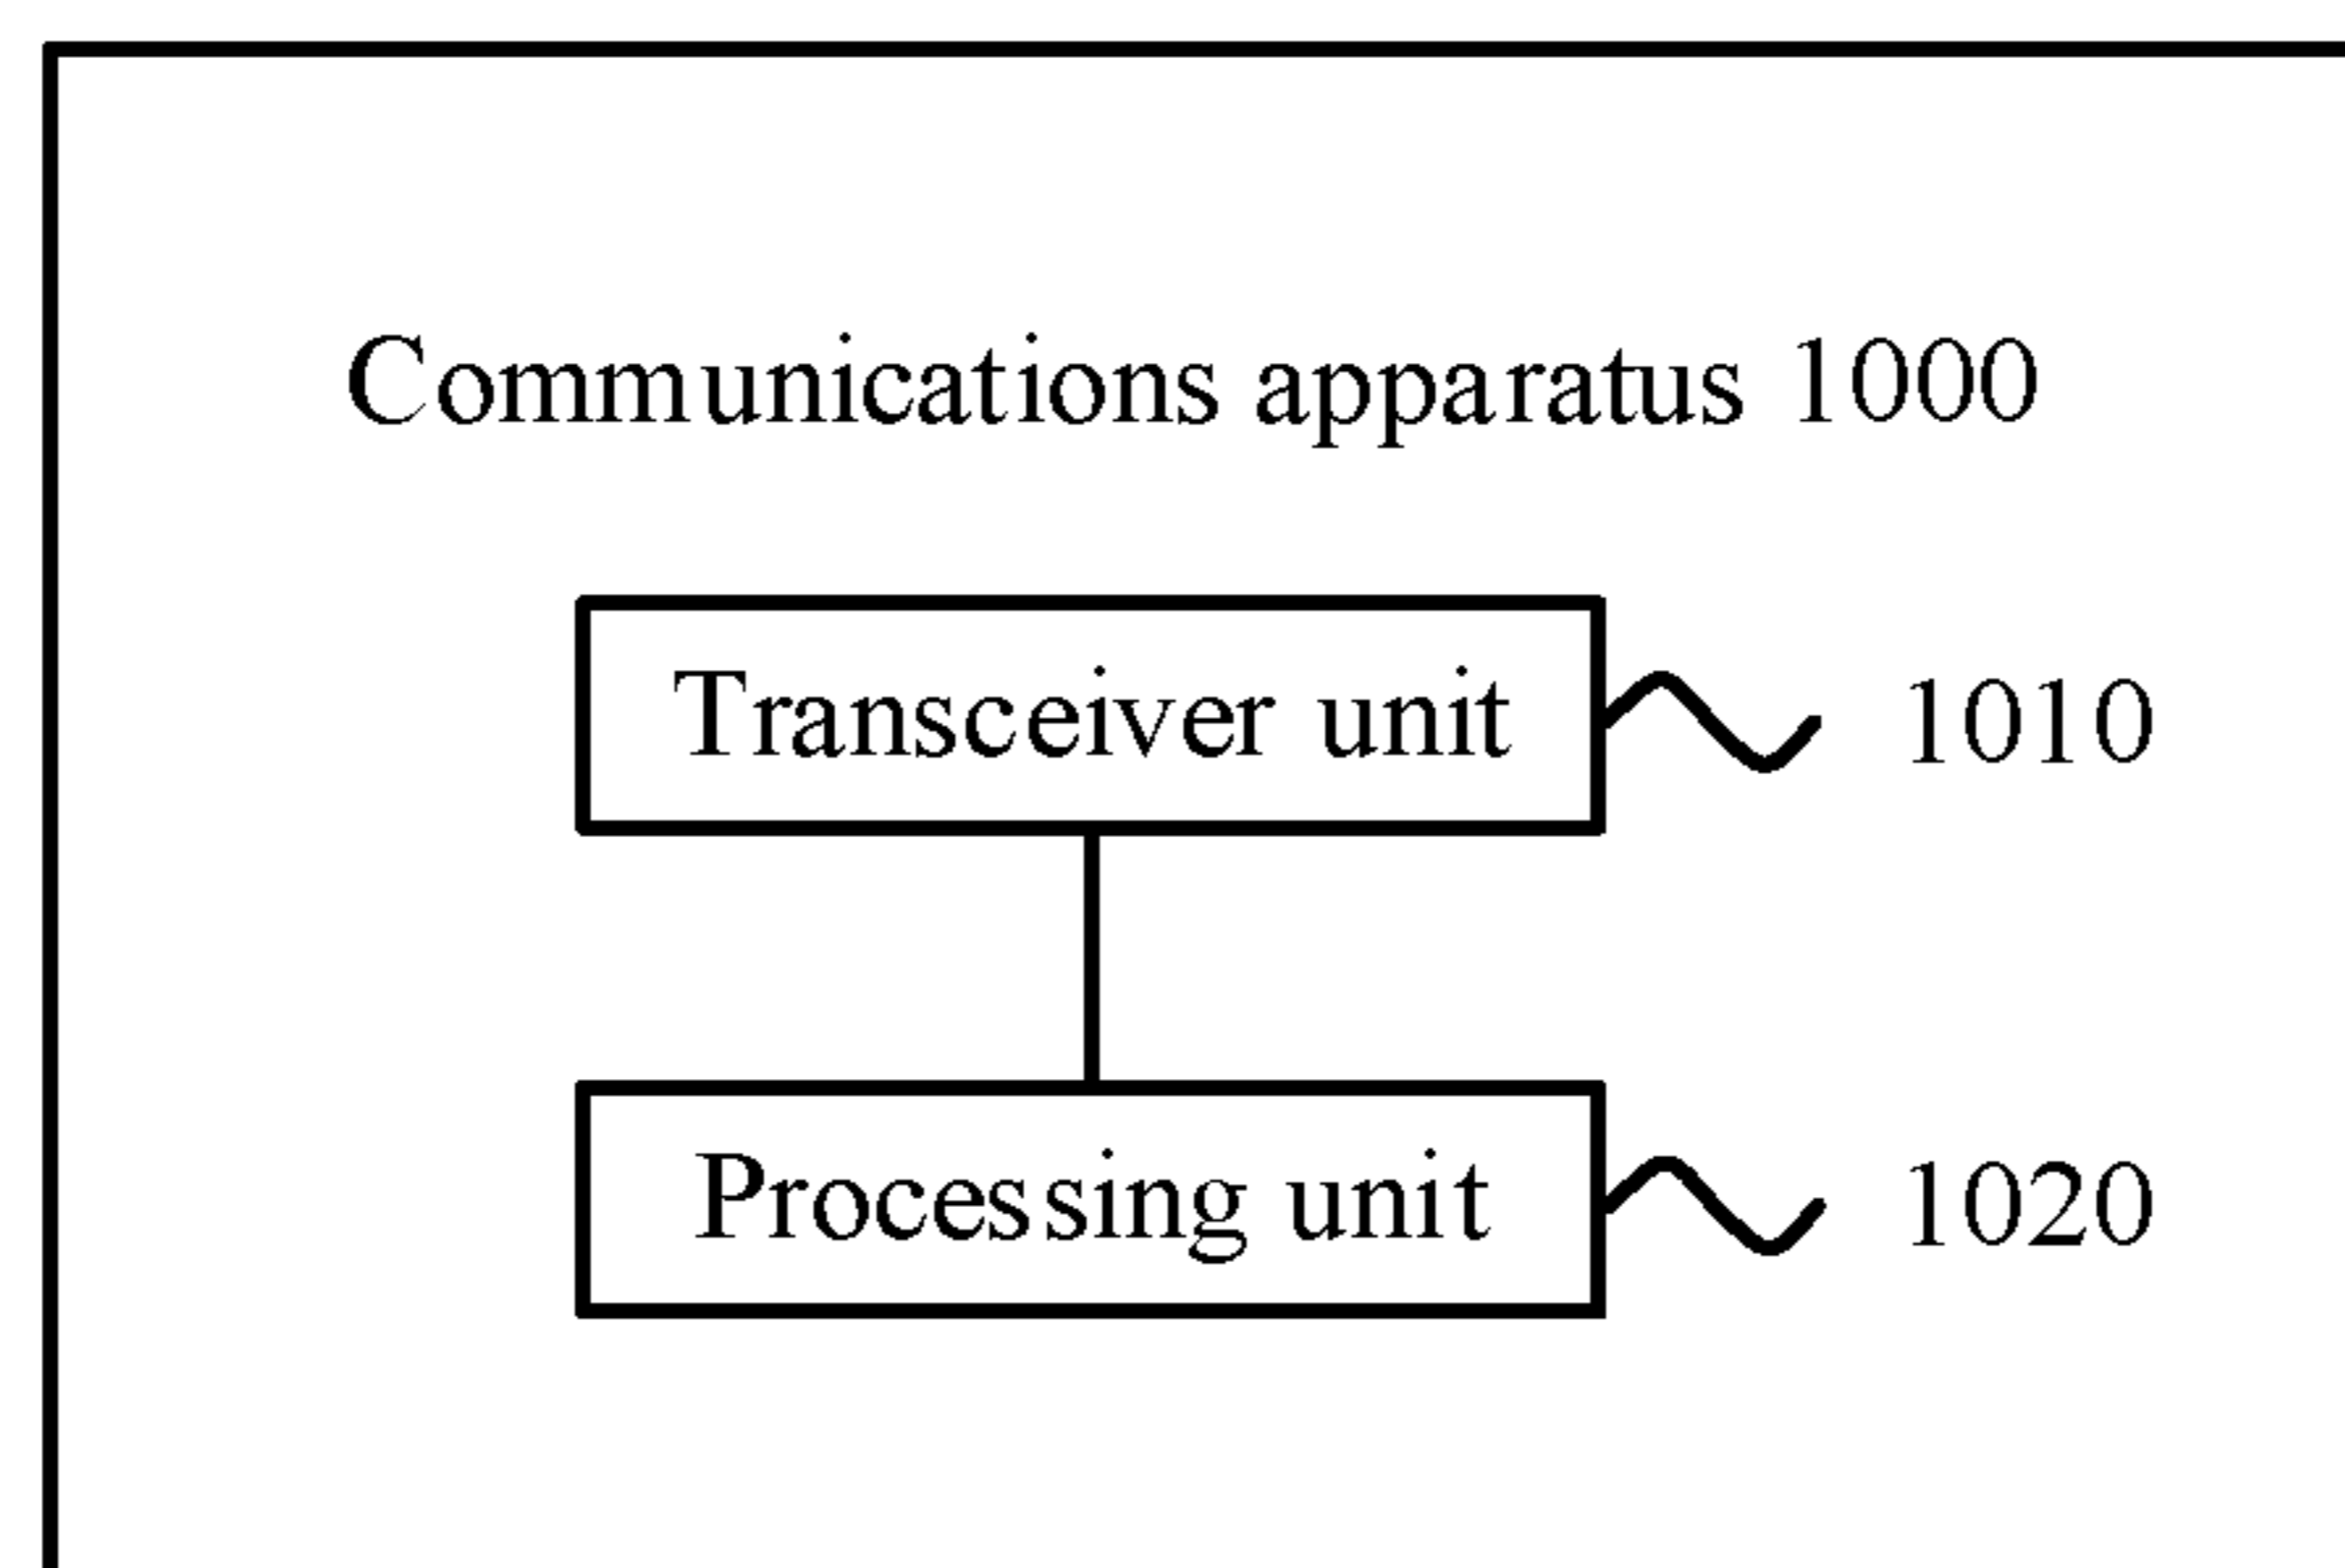 Communications apparatus 1000
Transceiver unit 1010
Processing unit 1020